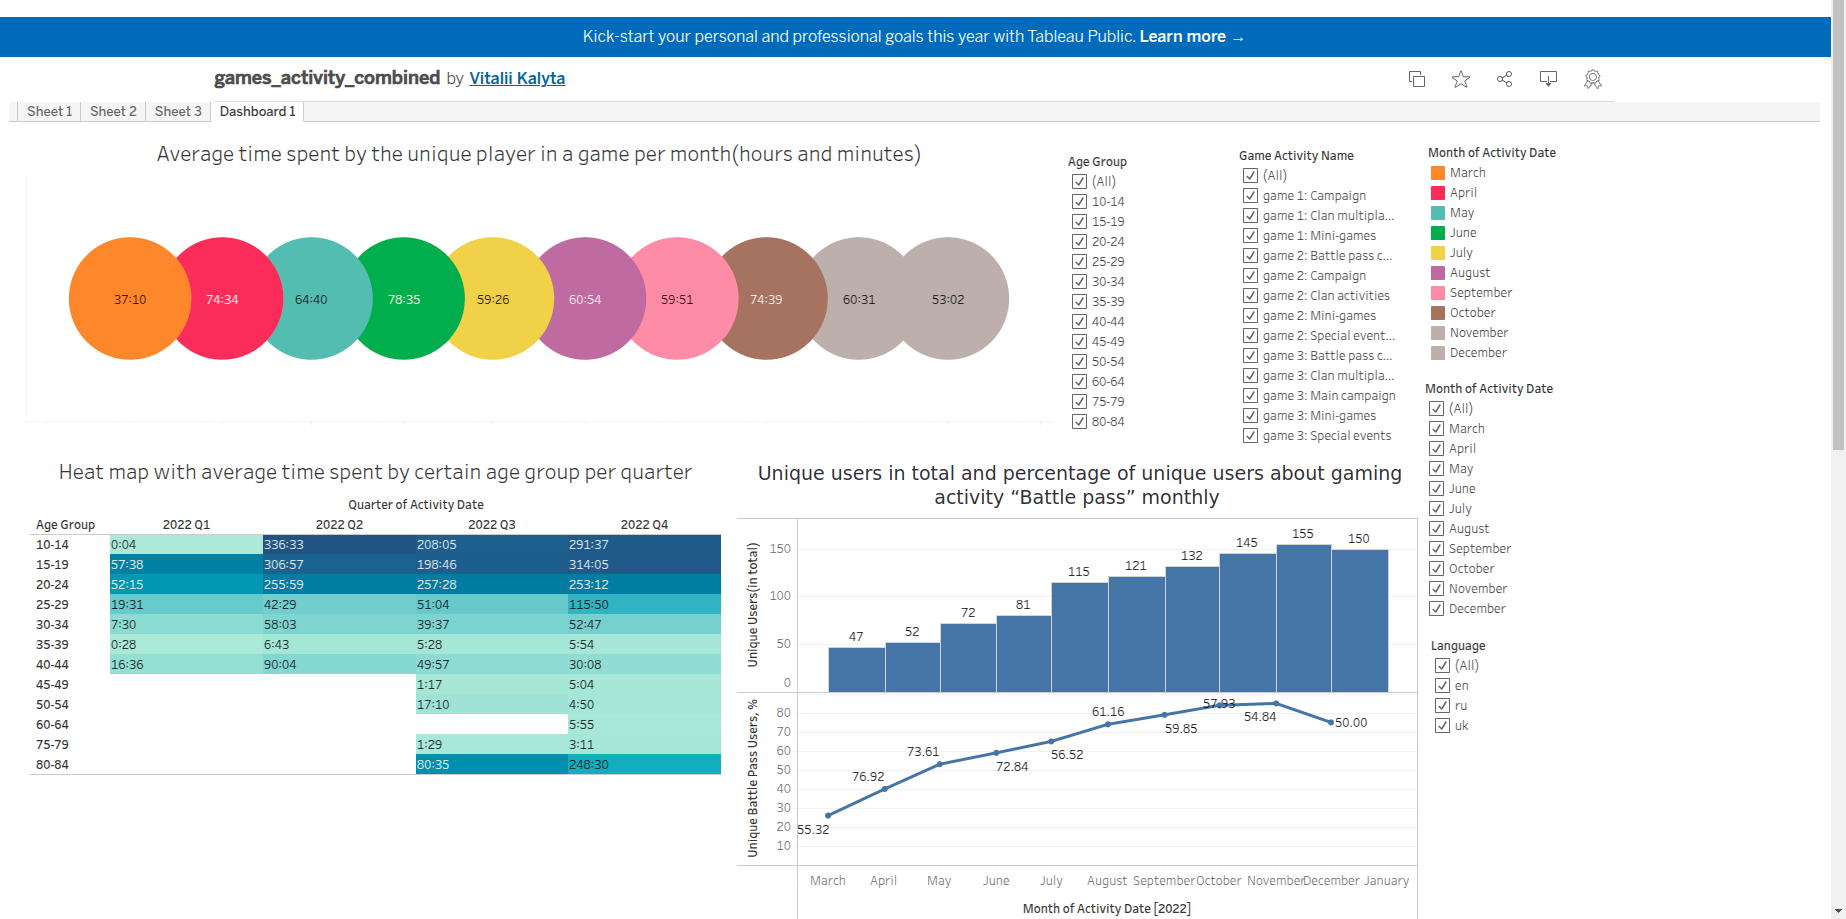 Kick-start your personal and professional goals this year with Tableau Public. Learn more →
games_activity_combined by Vitalii Kalyta
Sheet 1 Sheet 2 Sheet 3 Dashboard 1
Average time spent by the unique player in a game per month(hours and minutes)
37:10 74:34 64:40 78:35 59:26 60:54 59:51 74:39 60:31 53:02
Age Group
(All)
10-14
15-19
20-24
25-29
30-34
35-39
40-44
45-49
50-54
60-64
75-79
80-84
Game Activity Name
(All)
game 1: Campaign
game 1: Clan multipla...
game 1: Mini-games
game 2: Battle pass c...
game 2: Campaign
game 2: Clan activities
game 2: Mini-games
game 2: Special event...
game 3: Battle pass c...
game 3: Clan multipla...
game 3: Main campaign
game 3: Mini-games
game 3: Special events
Month of Activity Date
March
April
May
June
July
August
September
October
November
December
Month of Activity Date
(All)
March
April
May
June
July
August
September
October
November
December
Language
(All)
en
ru
uk
Heat map with average time spent by certain age group per quarter
Quarter of Activity Date
Age Group 2022 Q1 2022 Q2 2022 Q3 2022 Q4
10-14 0:04 336:33 208:05 291:37
15-19 57:38 306:57 198:46 314:05
20-24 52:15 255:59 257:28 253:12
25-29 19:31 42:29 51:04 115:50
30-34 7:30 58:03 39:37 52:47
35-39 0:28 6:43 5:28 5:54
40-44 16:36 90:04 49:57 30:08
45-49 1:17 5:04
50-54 17:10 4:50
60-64 5:55
75-79 1:29 3:11
80-84 80:35 248:30
Unique users in total and percentage of unique users about gaming
activity “Battle pass” monthly
Unique Users(in total)
150
100
50
0
47 52 72 81 115 121 132 145 155 150
Unique Battle Pass Users, %
80
70
60
50
40
30
20
10
55.32 76.92 73.61 72.84 56.52 61.16 59.85 57.93 54.84 50.00
March April May June July August September October November December January
Month of Activity Date [2022]